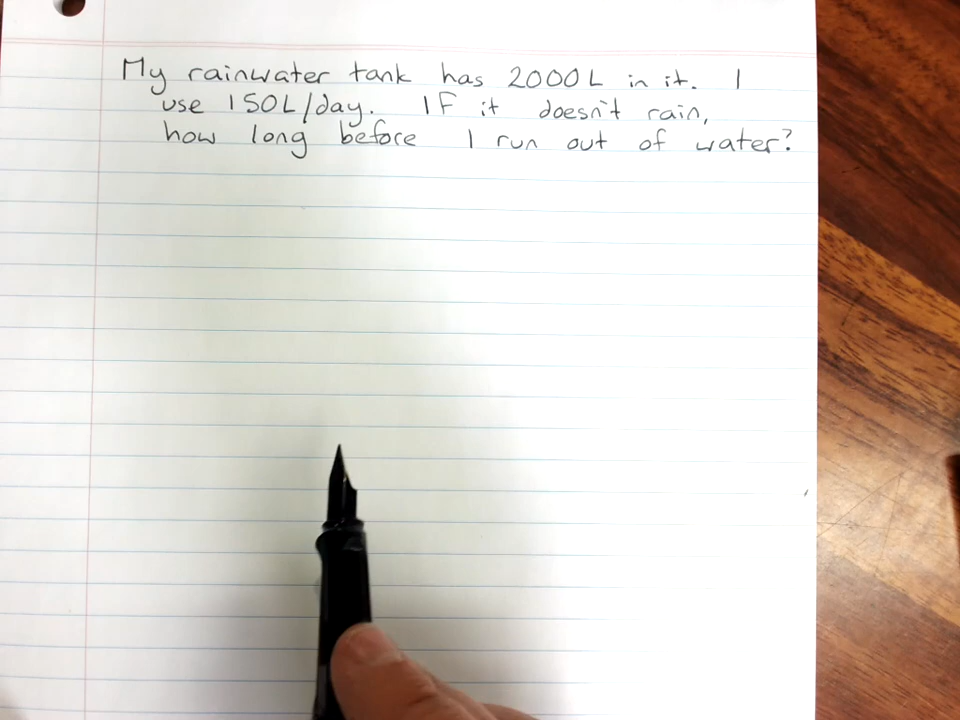 My rainwater tank has 2000L in it. I
use 150L/day. If it doesn't rain,
how long before I run out of water?